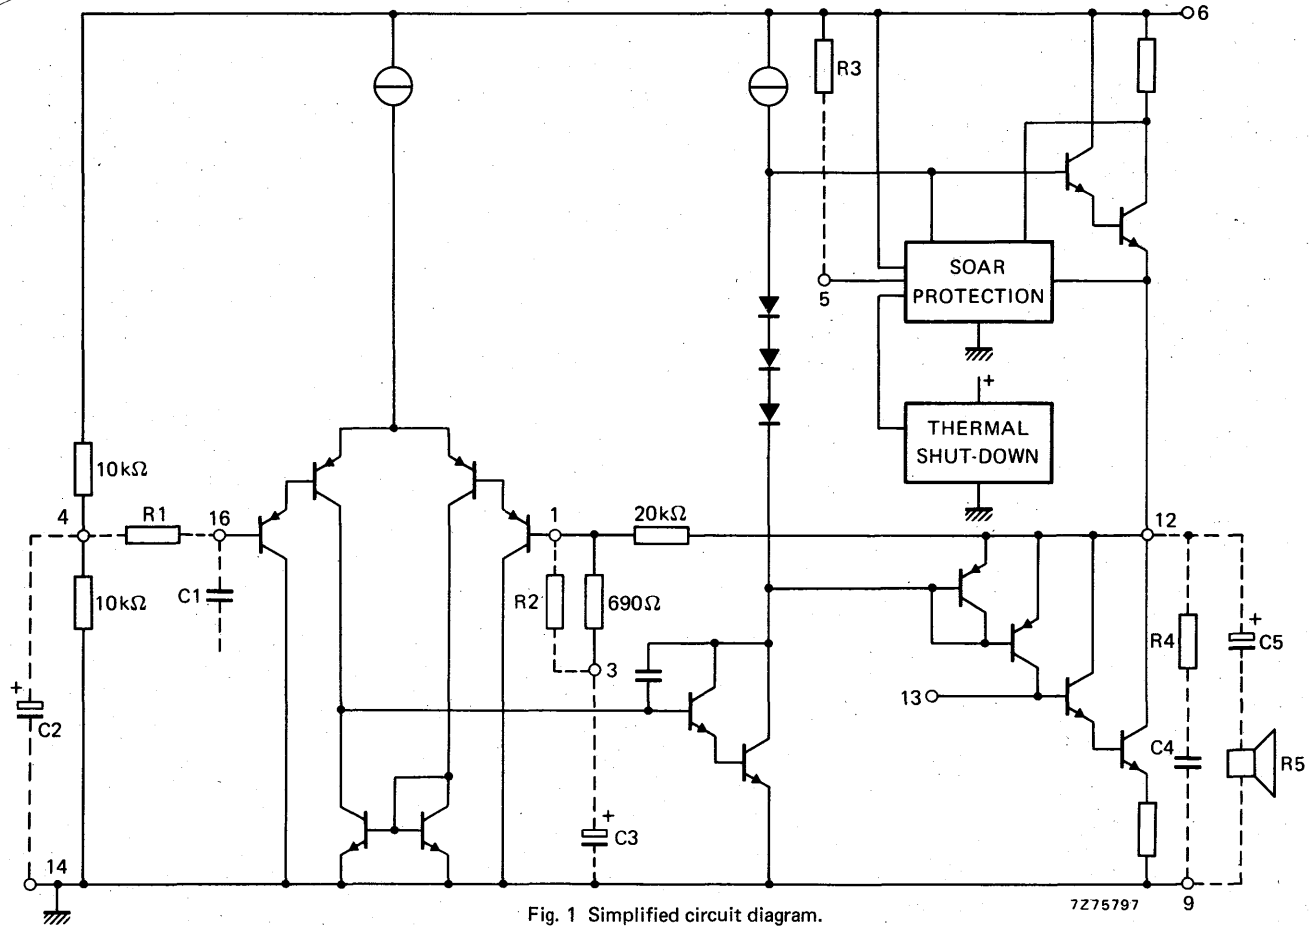 6
R3
5
SOAR
PROTECTION
+
THERMAL
SHUT-DOWN
10kΩ
4
R1
16
1
20kΩ
12
C1
10kΩ
R2
690Ω
3
13
R4
+
C5
+
C2
C4
R5
+
C3
14
7Z75797
9
Fig. 1 Simplified circuit diagram.